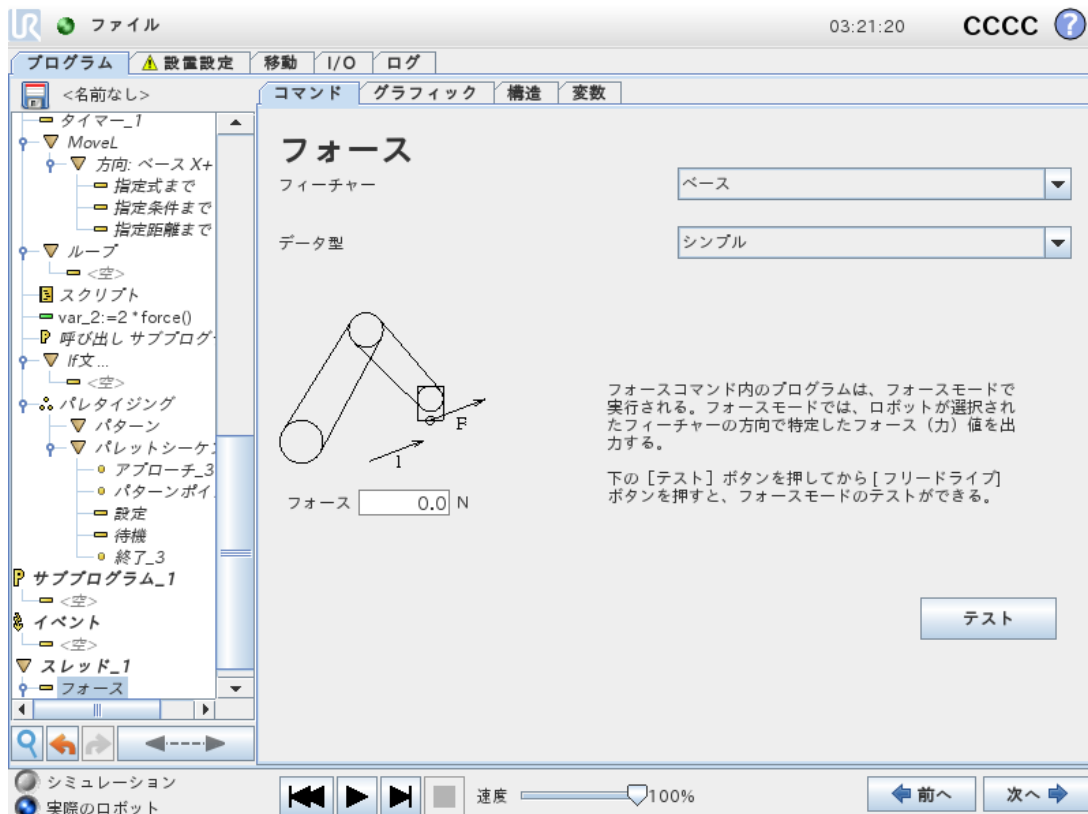 UR ファイル 03:21:20 CCCC ?
プログラム 設置設定 移動 I/O ログ
<名前なし>
コマンド グラフィック 構造 変数
タイマー_1
MoveL
方向: ベース X+
指定式まで
指定条件まで
指定距離まで
ループ
<空>
スクリプト
var_2:=2*force()
呼び出し サブプログ
If文...
<空>
パレタイジング
パターン
パレットシーケン
アプローチ_3
パターンポイ
設定
待機
終了_3
サブプログラム_1
<空>
イベント
<空>
スレッド_1
フォース
フォース
フィーチャー
ベース
データ型
シンプル
F
1
フォース 0.0 N
フォースコマンド内のプログラムは、フォースモードで
実行される。フォースモードでは、ロボットが選択され
たフィーチャーの方向で特定したフォース（力）値を出
力する。
下の［テスト］ボタンを押してから [ フリードライブ]
ボタンを押すと、フォースモードのテストができる。
テスト
シミュレーション
実際のロボット
速度 100%
前へ 次へ